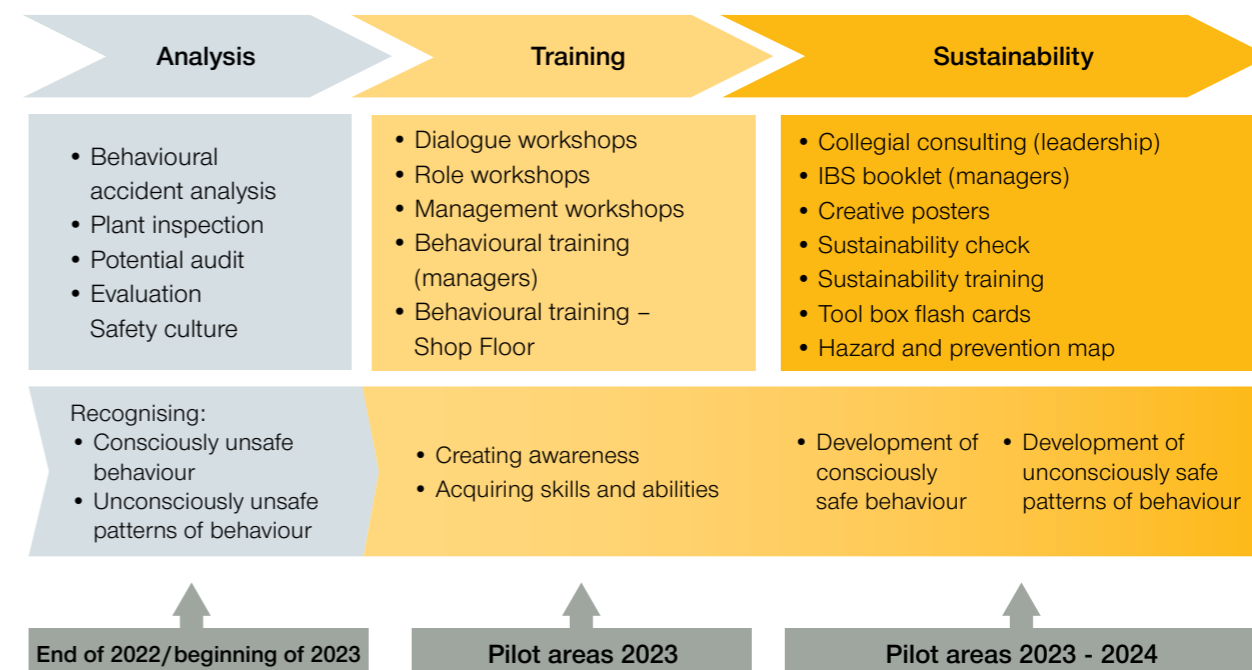 Analysis
Training
Sustainability
• Behavioural
accident analysis
• Plant inspection
• Potential audit
• Evaluation
Safety culture
• Dialogue workshops
• Role workshops
• Management workshops
• Behavioural training
(managers)
• Behavioural training –
Shop Floor
• Collegial consulting (leadership)
• IBS booklet (managers)
• Creative posters
• Sustainability check
• Sustainability training
• Tool box flash cards
• Hazard and prevention map
Recognising:
• Consciously unsafe
behaviour
• Unconsciously unsafe
patterns of behaviour
• Creating awareness
• Acquiring skills and abilities
• Development of
consciously
safe behaviour
• Development of
unconsciously safe
patterns of behaviour
End of 2022/beginning of 2023
Pilot areas 2023
Pilot areas 2023 - 2024